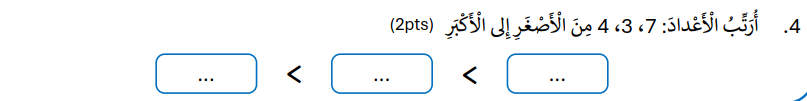 4. أُرَتِّبُ الْأَعْدادَ: 7، 3، 4 مِنَ الْأَصْغَرِ إِلى الْأَكْبَرِ (2pts)
... < ... < ...